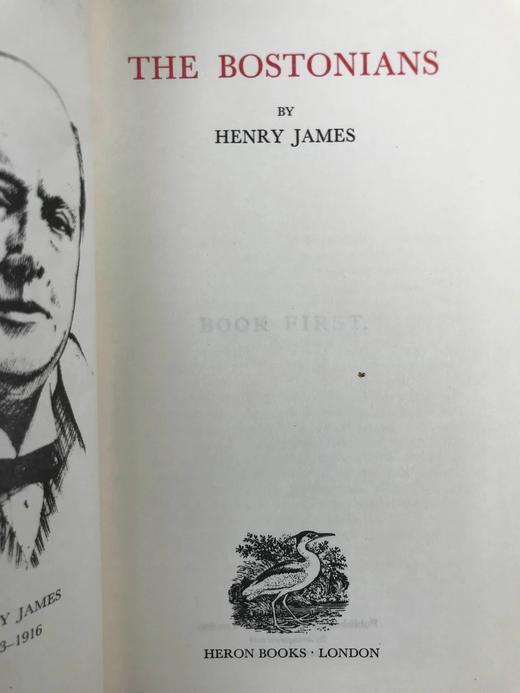 THE BOSTONIANS
BY
HENRY JAMES
BOOK FIRST.
HERON BOOKS · LONDON
Y JAMES
3–1916